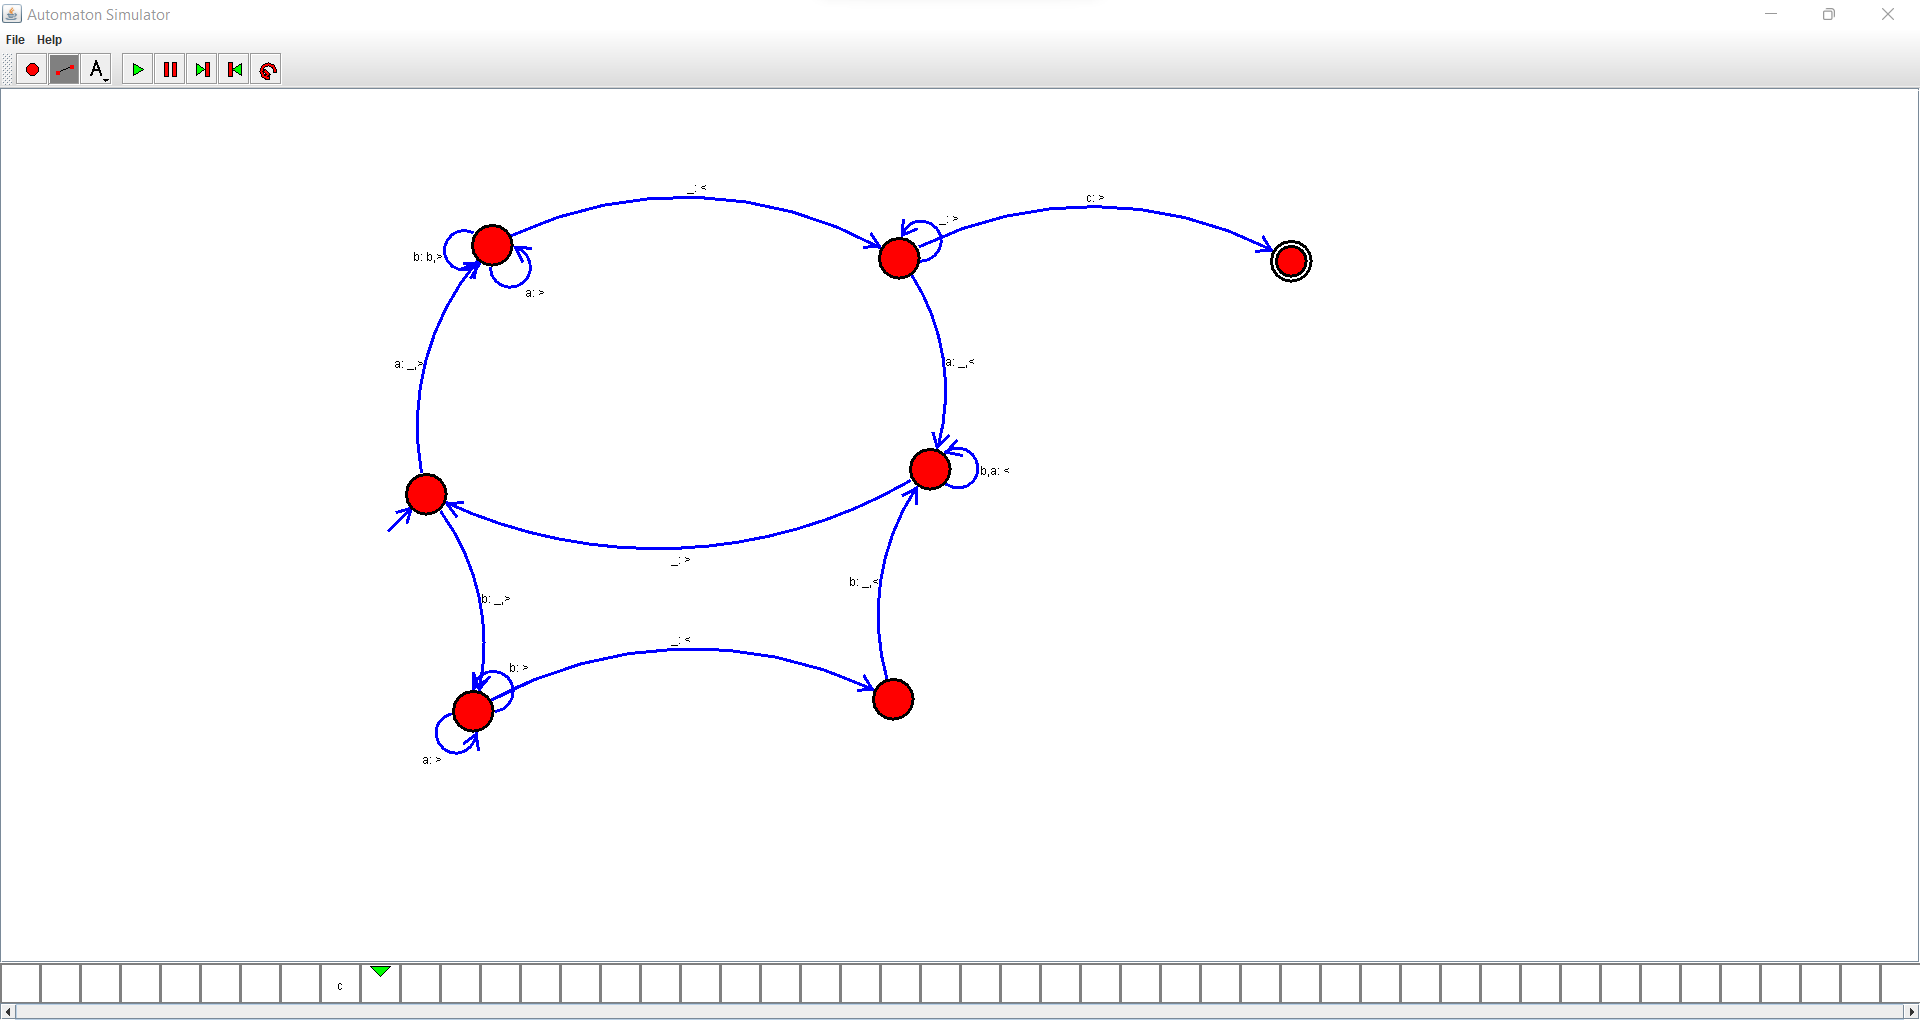 Automaton Simulator
File Help
A
_: <
c: >
_: >
b: b,>
a: >
a: _,>
a: _,<
b,a: <
_: >
b: _,<
b: _,>
_: <
b: >
a: >
c